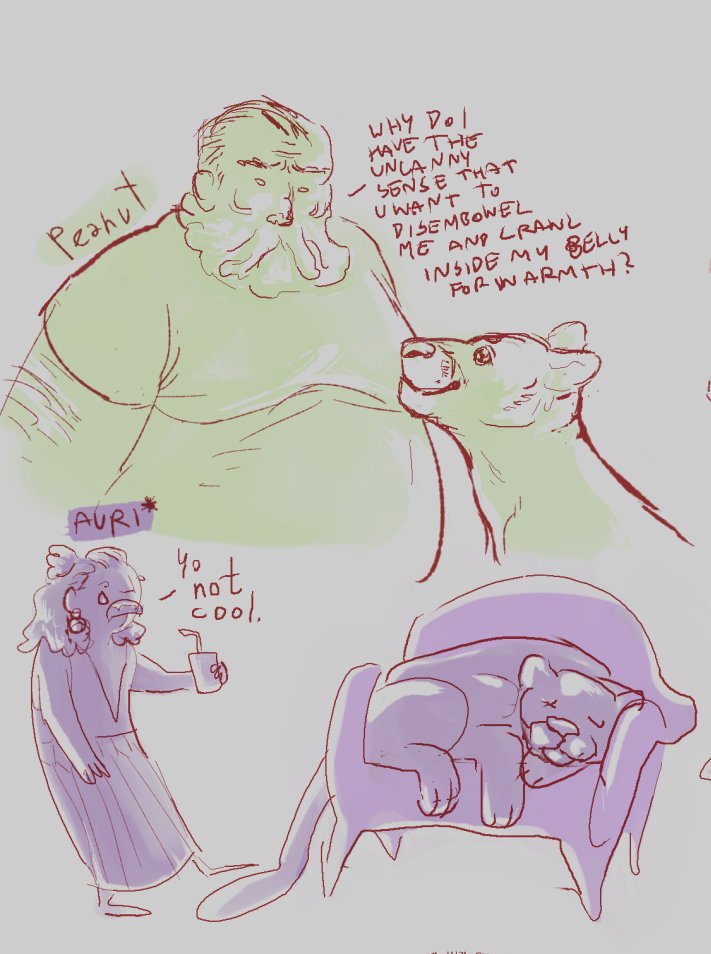 Peanut
WHY DO I
HAVE THE
UNCANNY
SENSE THAT
U WANT TO
DISEMBOWEL
ME AND CRAWL
INSIDE MY BELLY
FOR WARMTH?
AURI*
Yo
not
cool.